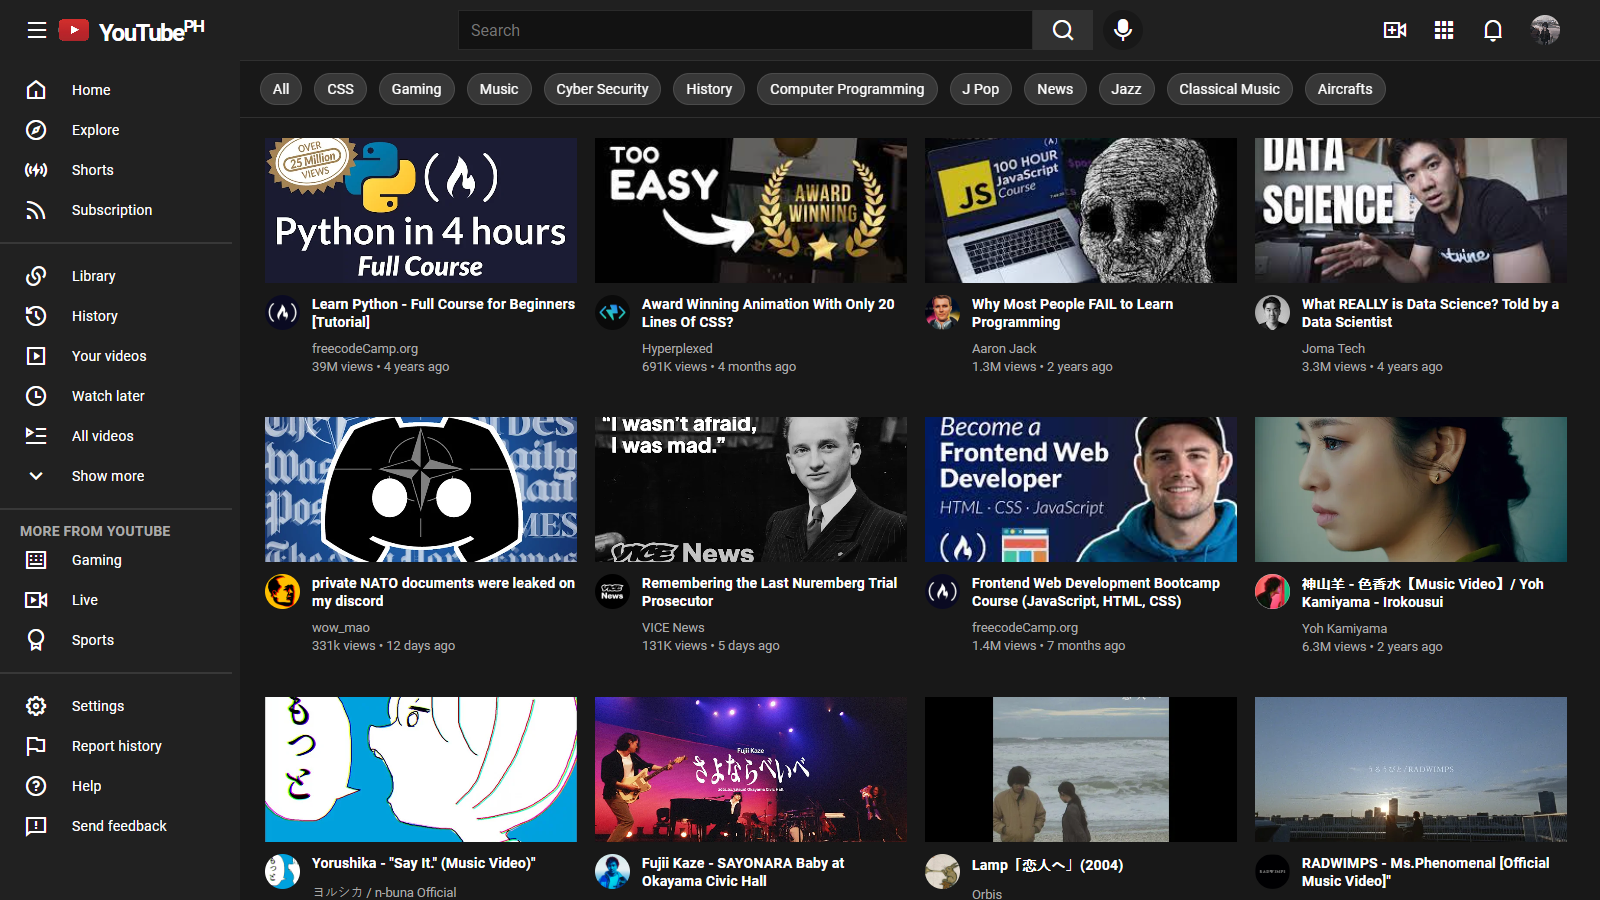 YouTube PH
Search
Home
Explore
Shorts
Subscription
Library
History
Your videos
Watch later
All videos
Show more
MORE FROM YOUTUBE
Gaming
Live
Sports
Settings
Report history
Help
Send feedback
All
CSS
Gaming
Music
Cyber Security
History
Computer Programming
J Pop
News
Jazz
Classical Music
Aircrafts
OVER
25 Million
VIEWS
Python in 4 hours
Full Course
Learn Python - Full Course for Beginners
[Tutorial]
freecodeCamp.org
39M views • 4 years ago
TOO
EASY
AWARD
WINNING
Award Winning Animation With Only 20
Lines Of CSS?
Hyperplexed
691K views • 4 months ago
100 HOUR
JavaScript
Course
JS
Why Most People FAIL to Learn
Programming
Aaron Jack
1.3M views • 2 years ago
DATA
SCIENCE
twine
What REALLY is Data Science? Told by a
Data Scientist
Joma Tech
3.3M views • 4 years ago
private NATO documents were leaked on
my discord
wow_mao
331k views • 12 days ago
“I wasn’t afraid,
I was mad.”
VICE News
VICE
News
Remembering the Last Nuremberg Trial
Prosecutor
VICE News
131K views • 5 days ago
Become a
Frontend Web
Developer
HTML · CSS · JavaScript
Frontend Web Development Bootcamp
Course (JavaScript, HTML, CSS)
freecodeCamp.org
1.4M views • 7 months ago
神山羊 - 色香水【Music Video】/ Yoh
Kamiyama - Irokousui
Yoh Kamiyama
6.3M views • 2 years ago
もっと
Yorushika - "Say It." (Music Video)"
ヨルシカ / n-buna Official
Fujii Kaze
さよならべいべ
Fujii Kaze - SAYONARA Baby at
Okayama Civic Hall
Lamp「恋人へ」(2004)
Orbis
うるうびと/RADWIMPS
RADWIMPS
RADWIMPS - Ms.Phenomenal [Official
Music Video]"